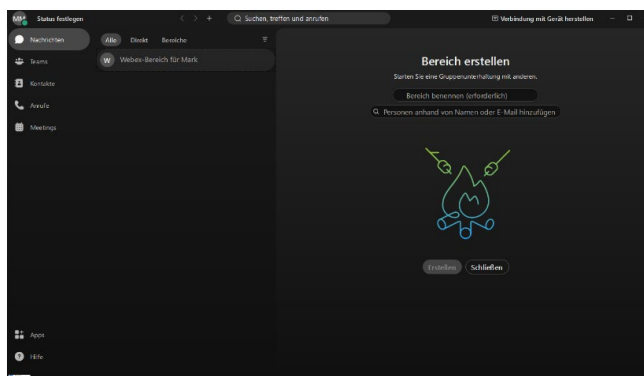 MM Status festlegen
Suchen, treffen und anrufen
Verbindung mit Gerät herstellen
Nachrichten
Teams
Kontakte
Anrufe
Meetings
Apps
Hilfe
Alle Direkt Bereiche
W Webex-Bereich für Mark
Bereich erstellen
Starten Sie eine Gruppenunterhaltung mit anderen.
Bereich benennen (erforderlich)
Personen anhand von Namen oder E-Mail hinzufügen
Erstellen Schließen